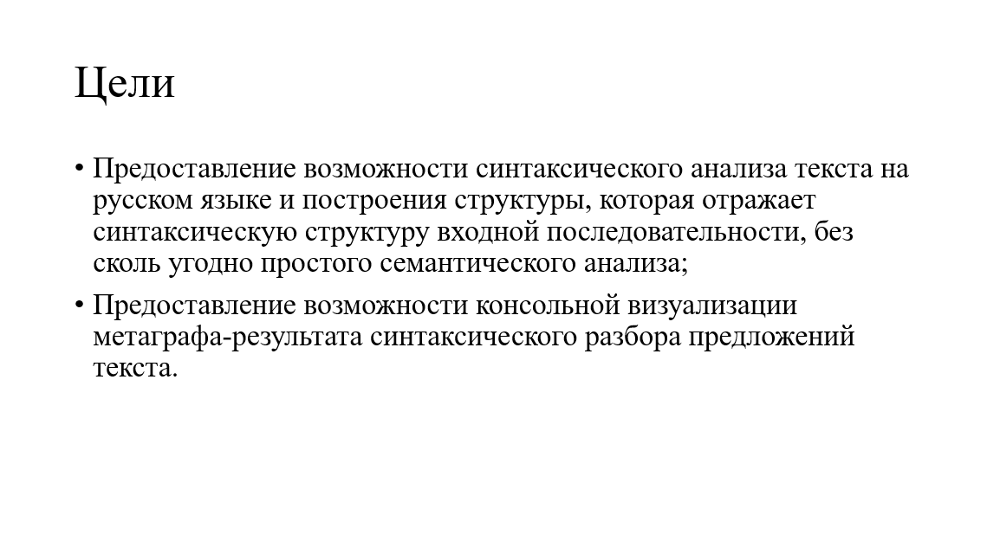 Цели
• Предоставление возможности синтаксического анализа текста на
русском языке и построения структуры, которая отражает
синтаксическую структуру входной последовательности, без
сколь угодно простого семантического анализа;
• Предоставление возможности консольной визуализации
метаграфа-результата синтаксического разбора предложений
текста.